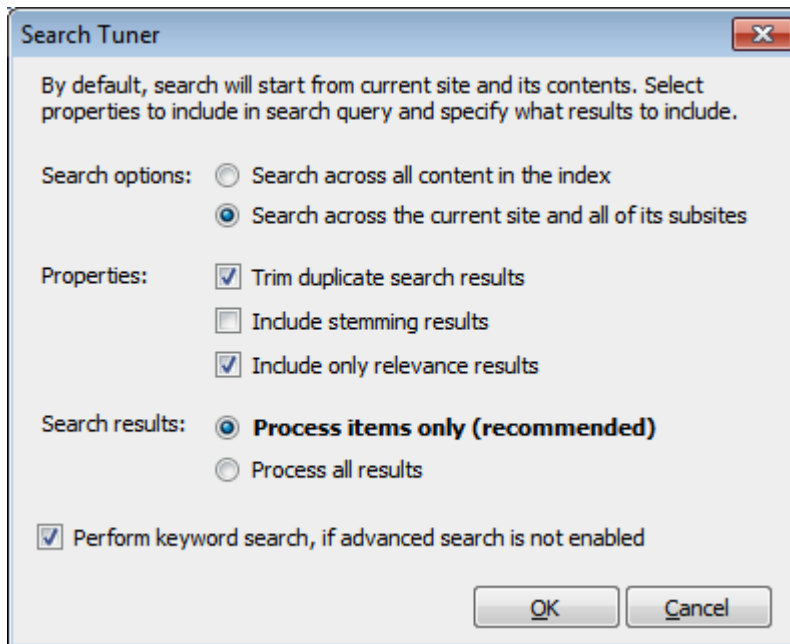 Search Tuner
By default, search will start from current site and its contents. Select
properties to include in search query and specify what results to include.
Search options:
Search across all content in the index
Search across the current site and all of its subsites
Properties:
Trim duplicate search results
Include stemming results
Include only relevance results
Search results:
Process items only (recommended)
Process all results
Perform keyword search, if advanced search is not enabled
OK
Cancel